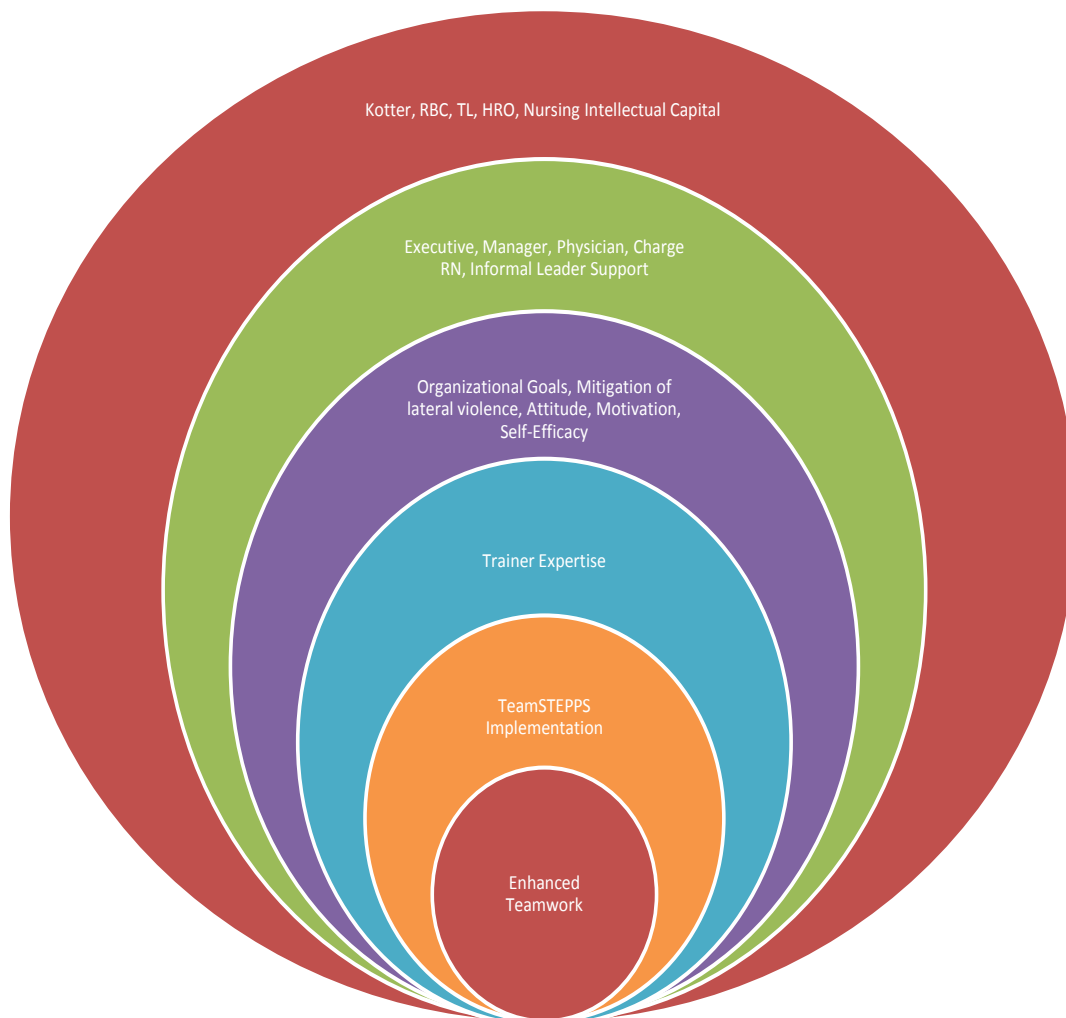 Kotter, RBC, TL, HRO, Nursing Intellectual Capital
Executive, Manager, Physician, Charge
RN, Informal Leader Support
Organizational Goals, Mitigation of
lateral violence, Attitude, Motivation,
Self-Efficacy
Trainer Expertise
TeamSTEPPS
Implementation
Enhanced
Teamwork